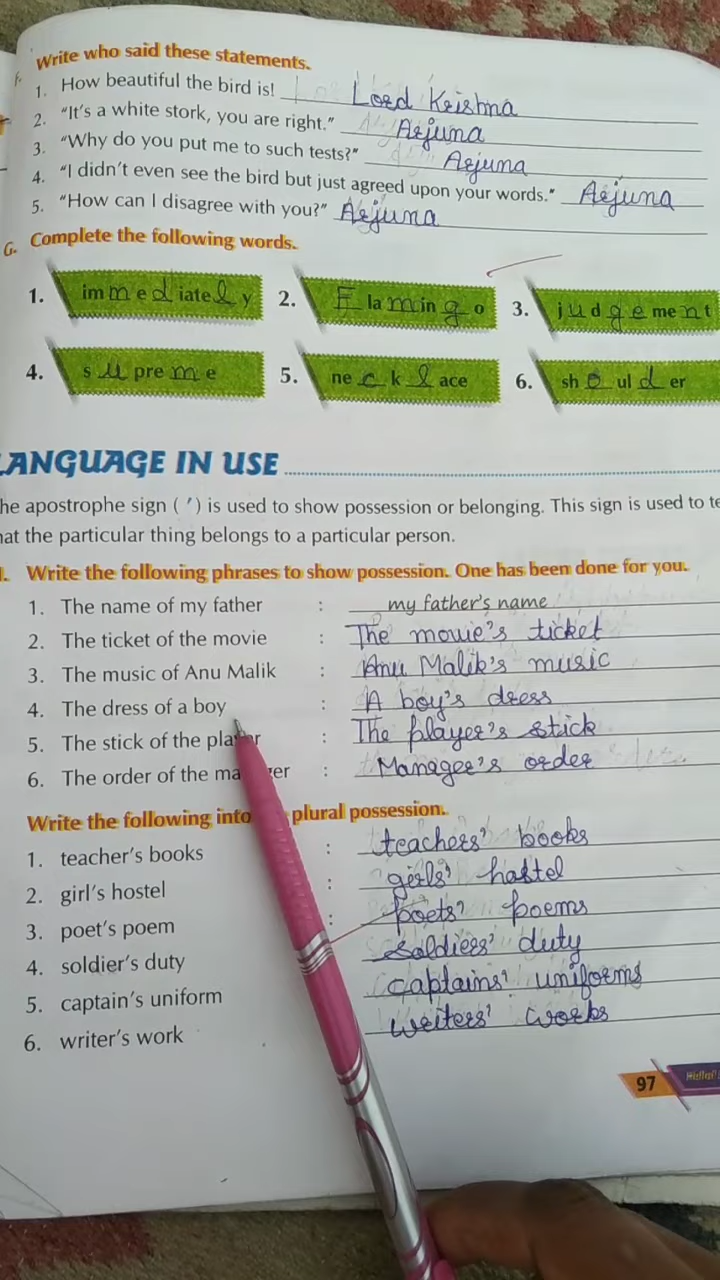 F. Write who said these statements.
1. How beautiful the bird is! Lord Krishna
2. "It's a white stork, you are right." Arjuna
3. "Why do you put me to such tests?" Arjuna
4. "I didn't even see the bird but just agreed upon your words." Arjuna
5. "How can I disagree with you?" Arjuna
G. Complete the following words.
1. immediately 2. Flamingo 3. judgement
4. supreme 5. necklace 6. shoulder
LANGUAGE IN USE
he apostrophe sign (') is used to show possession or belonging. This sign is used to te
hat the particular thing belongs to a particular person.
Write the following phrases to show possession. One has been done for you.
1. The name of my father : my father's name
2. The ticket of the movie : The movie's ticket
3. The music of Anu Malik : Anu Malik's music
4. The dress of a boy : A boy's dress
5. The stick of the player : The player's stick
6. The order of the ma ger : Manager's order
Write the following into plural possession.
1. teacher's books : teachers' books
2. girl's hostel : girls' hostel
3. poet's poem : poets' poems
4. soldier's duty soldiers' duty
5. captain's uniform captains' uniforms
6. writer's work writers' works
97